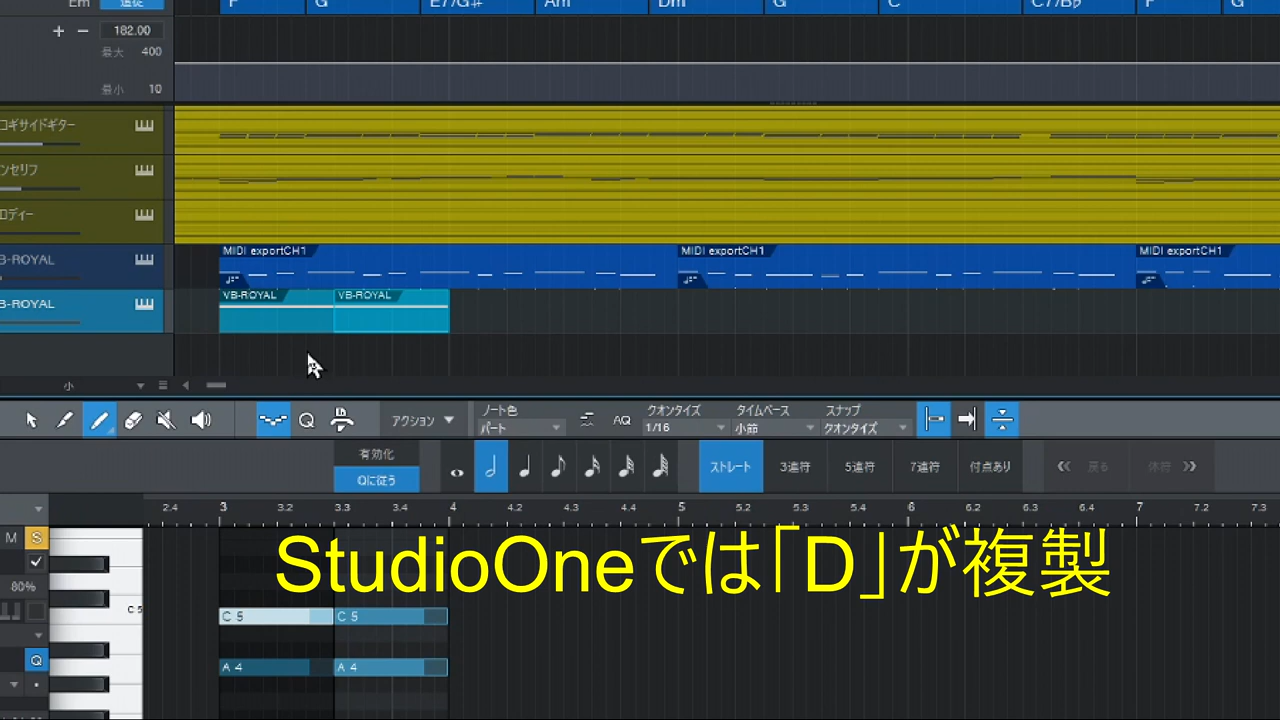 Em 追従 F G E7/G# Am Dm G C C7/B♭ F G
+ − 182.00
最大 400
最小 10
コギサイドギター
ンセリフ
ロディー
MIDI exportCH1 MIDI exportCH1 MIDI exportCH1
B-ROYAL
VB-ROYAL VB-ROYAL
B-ROYAL
小
アクション ノート色 クオンタイズ タイムベース スナップ
パート AQ 1/16 小節 クオンタイズ
有効化
Qに従う ストレート 3連符 5連符 7連符 付点あり 戻る 休符
2.4 3 3.2 3.3 3.4 4 4.2 4.3 4.4 5 5.2 5.3 5.4 6 6.2 6.3 6.4 7 7.2 7.3
M S
StudioOneでは「D」が複製
80%
C 5 C 5 C 5
Q A 4 A 4